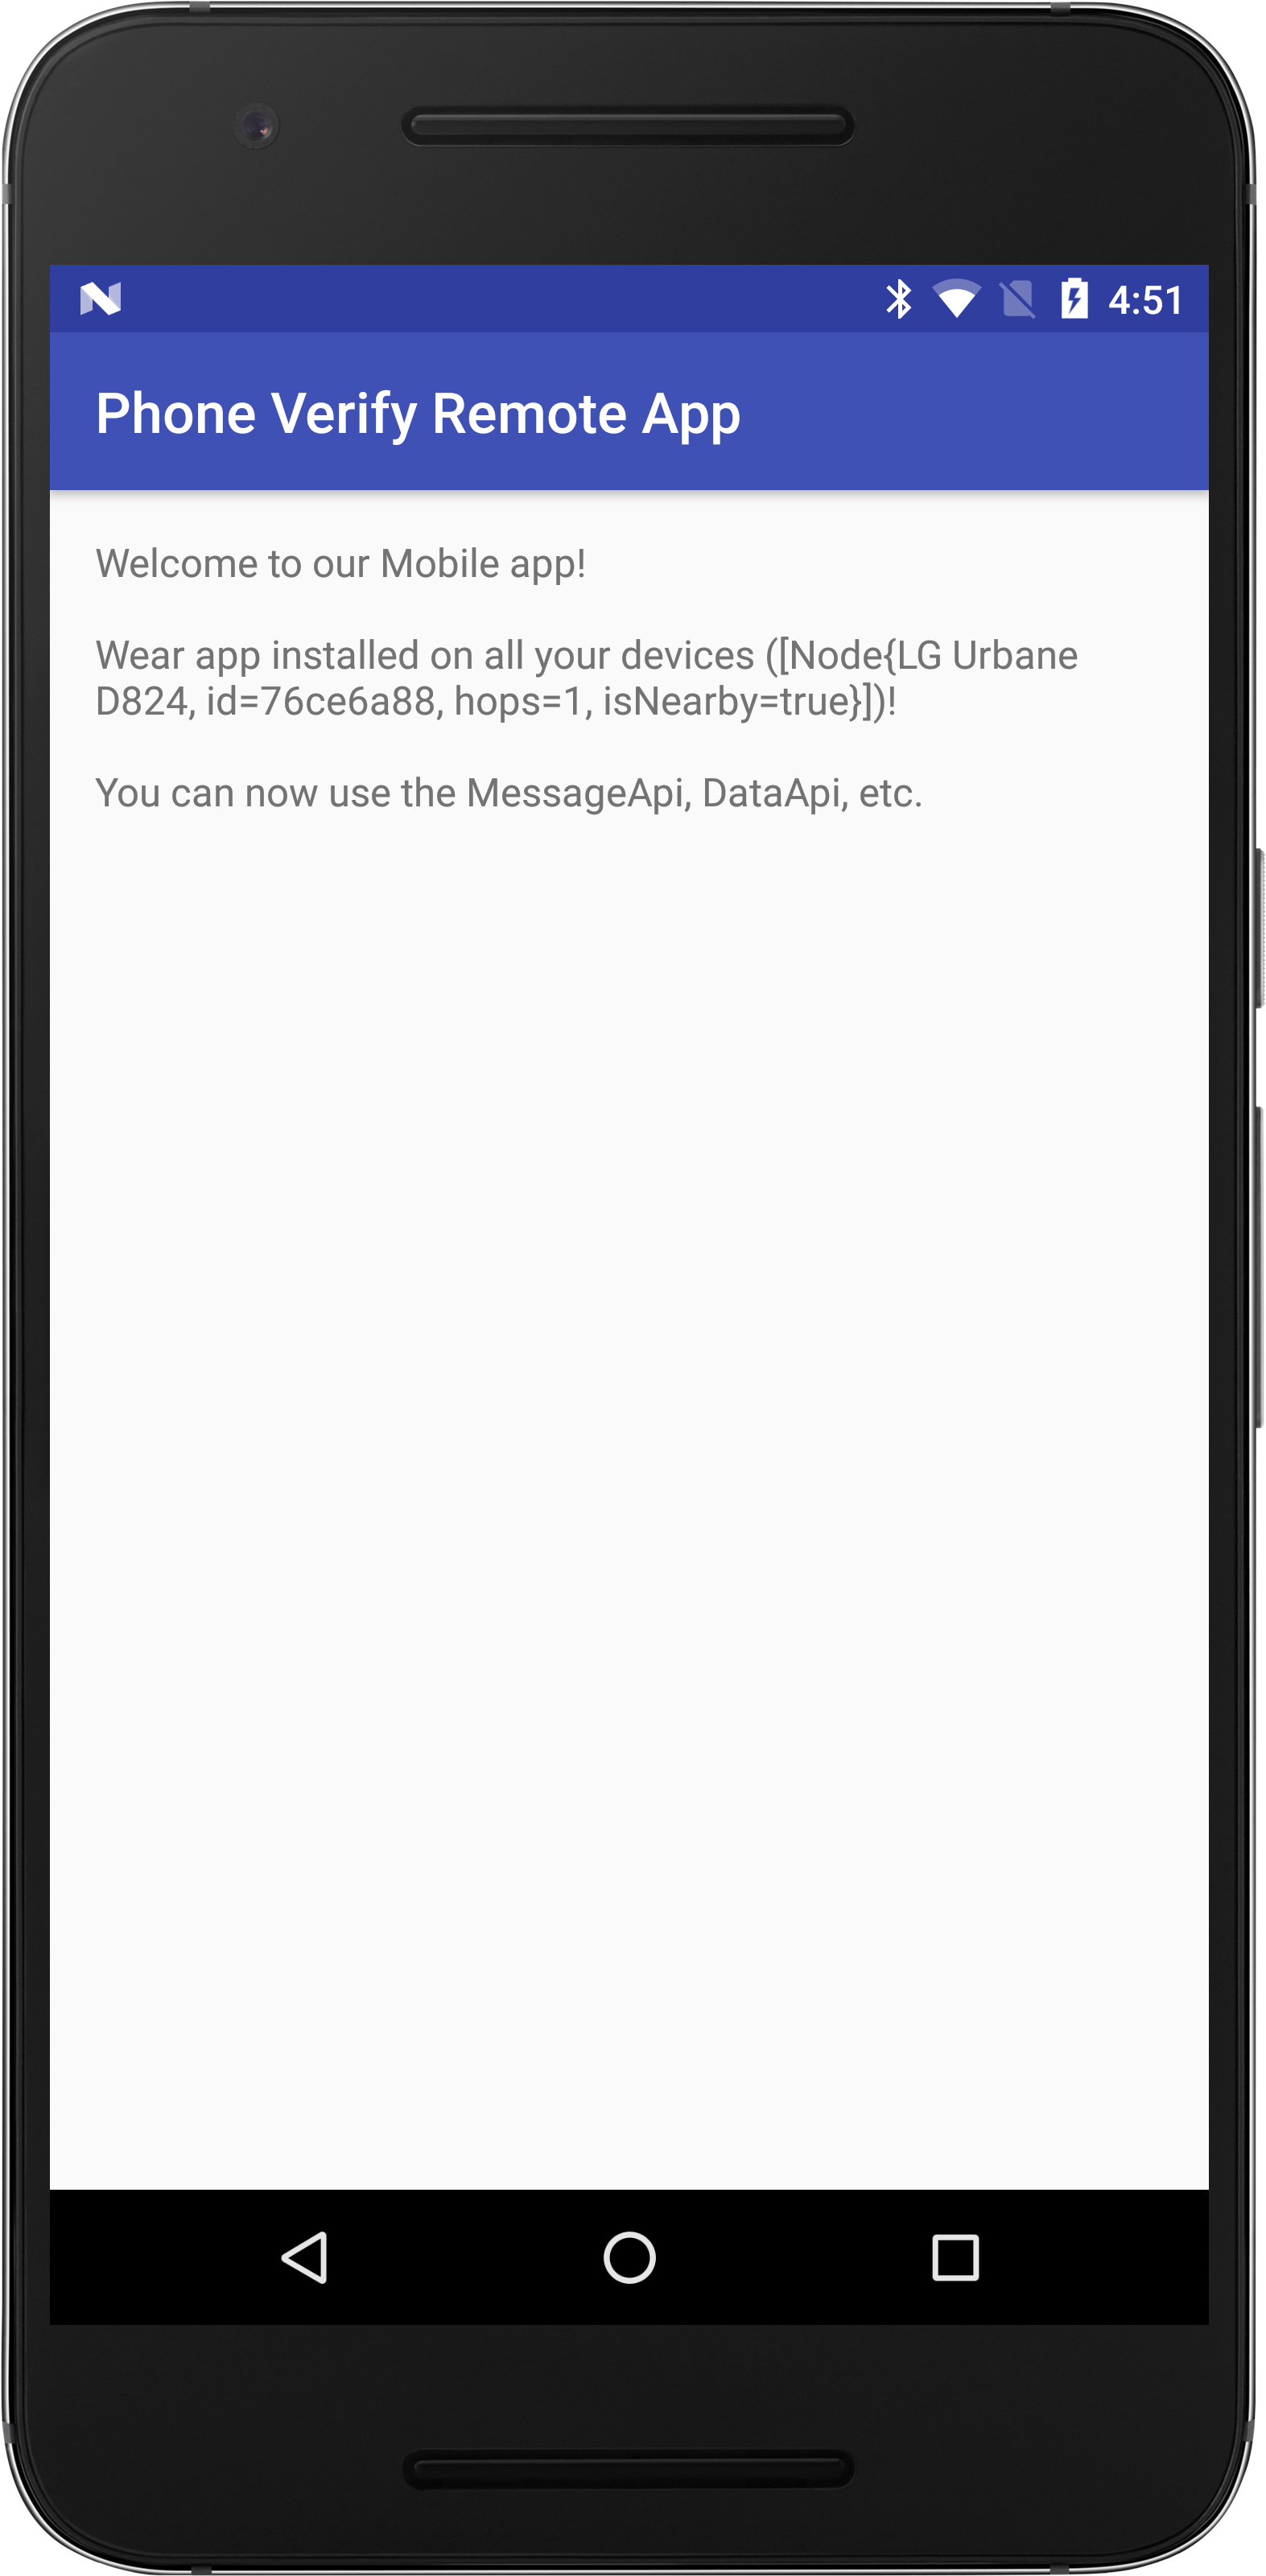 4:51
Phone Verify Remote App
Welcome to our Mobile app!
Wear app installed on all your devices ([Node{LG Urbane
D824, id=76ce6a88, hops=1, isNearby=true}])!
You can now use the MessageApi, DataApi, etc.